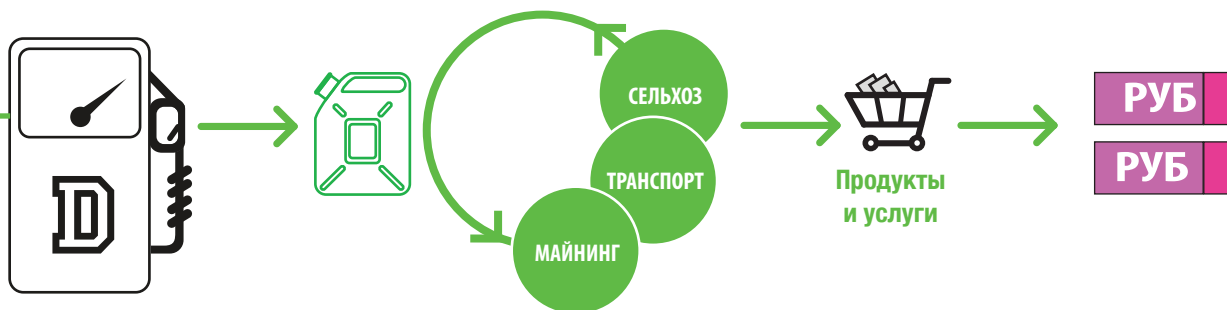 D
СЕЛЬХОЗ
ТРАНСПОРТ
МАЙНИНГ
Продукты
и услуги
РУБ
РУБ